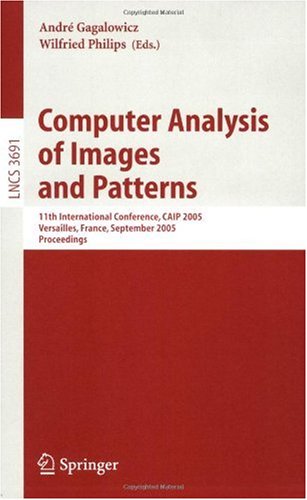 André Gagalowicz
Wilfried Philips (Eds.)
LNCS 3691
Computer Analysis
of Images
and Patterns
11th International Conference, CAIP 2005
Versailles, France, September 2005
Proceedings
Springer